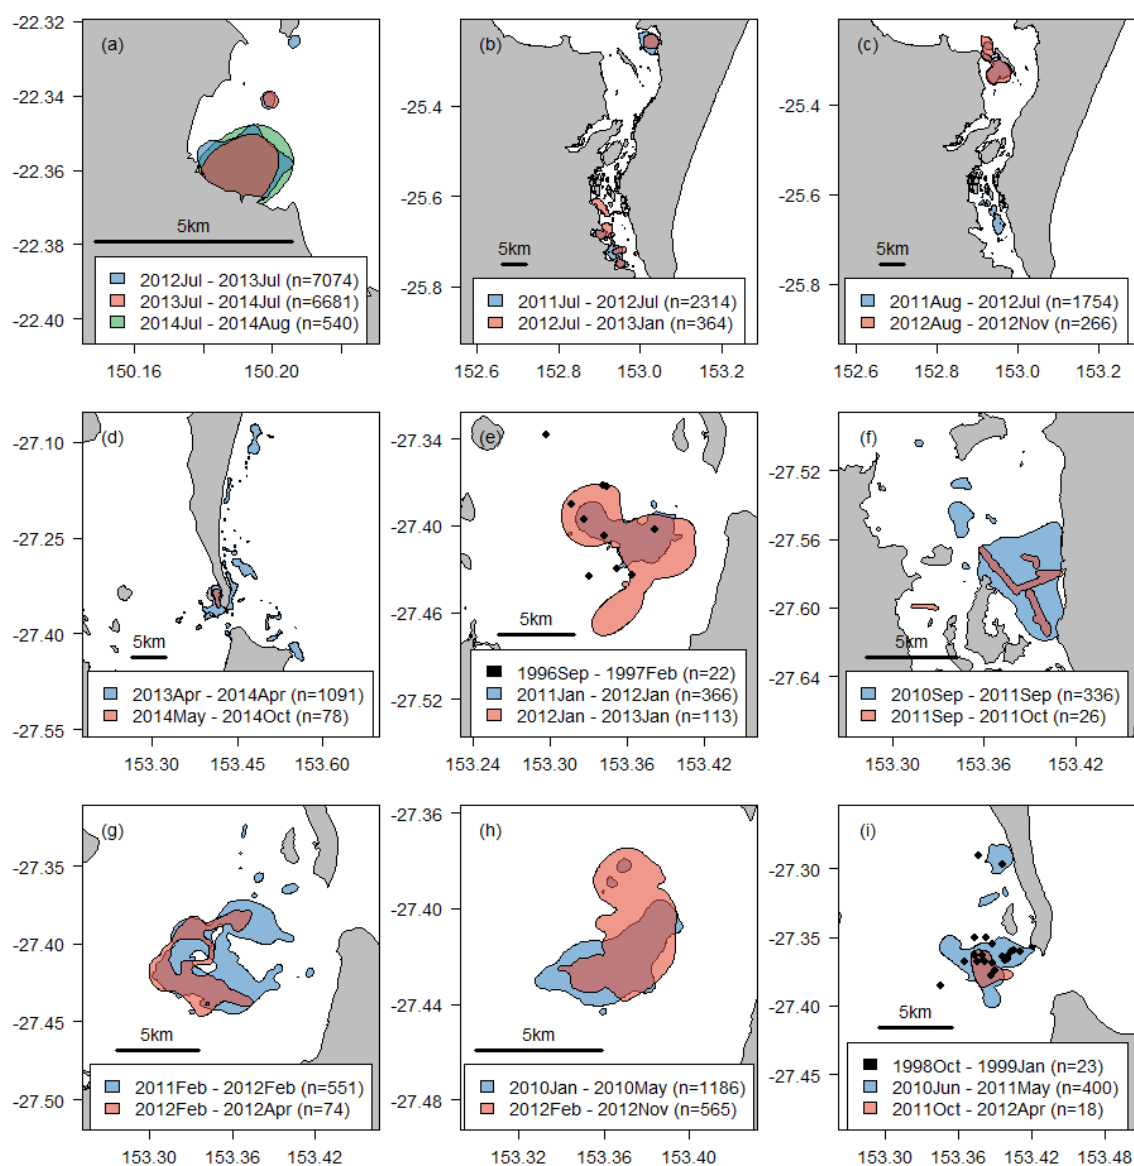 (a)
-22.32
-22.34
-22.36
-22.38
-22.40
5km
2012Jul - 2013Jul (n=7074)
2013Jul - 2014Jul (n=6681)
2014Jul - 2014Aug (n=540)
150.16 150.20
(b)
-25.4
-25.6
-25.8
5km
2011Jul - 2012Jul (n=2314)
2012Jul - 2013Jan (n=364)
152.6 152.8 153.0 153.2
(c)
-25.4
-25.6
-25.8
5km
2011Aug - 2012Jul (n=1754)
2012Aug - 2012Nov (n=266)
152.6 152.8 153.0 153.2
(d)
-27.10
-27.25
-27.40
-27.55
5km
2013Apr - 2014Apr (n=1091)
2014May - 2014Oct (n=78)
153.30 153.45 153.60
(e)
-27.34
-27.40
-27.46
-27.52
5km
1996Sep - 1997Feb (n=22)
2011Jan - 2012Jan (n=366)
2012Jan - 2013Jan (n=113)
153.24 153.30 153.36 153.42
(f)
-27.52
-27.56
-27.60
-27.64
5km
2010Sep - 2011Sep (n=336)
2011Sep - 2011Oct (n=26)
153.30 153.36 153.42
(g)
-27.35
-27.40
-27.45
-27.50
5km
2011Feb - 2012Feb (n=551)
2012Feb - 2012Apr (n=74)
153.30 153.36 153.42
(h)
-27.36
-27.40
-27.44
-27.48
5km
2010Jan - 2010May (n=1186)
2012Feb - 2012Nov (n=565)
153.32 153.36 153.40
(i)
-27.30
-27.35
-27.40
-27.45
5km
1998Oct - 1999Jan (n=23)
2010Jun - 2011May (n=400)
2011Oct - 2012Apr (n=18)
153.30 153.36 153.42 153.48